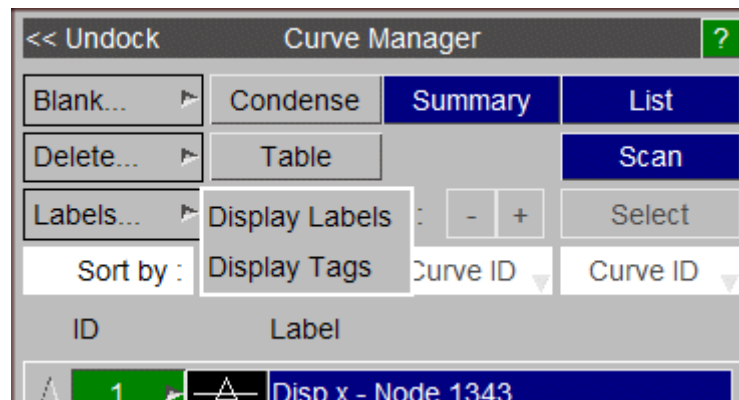 << Undock Curve Manager ?
Blank... Condense Summary List
Delete... Table Scan
Labels... Display Labels : - + Select
Sort by : Display Tags Curve ID Curve ID
ID Label
1 Disp x - Node 1343